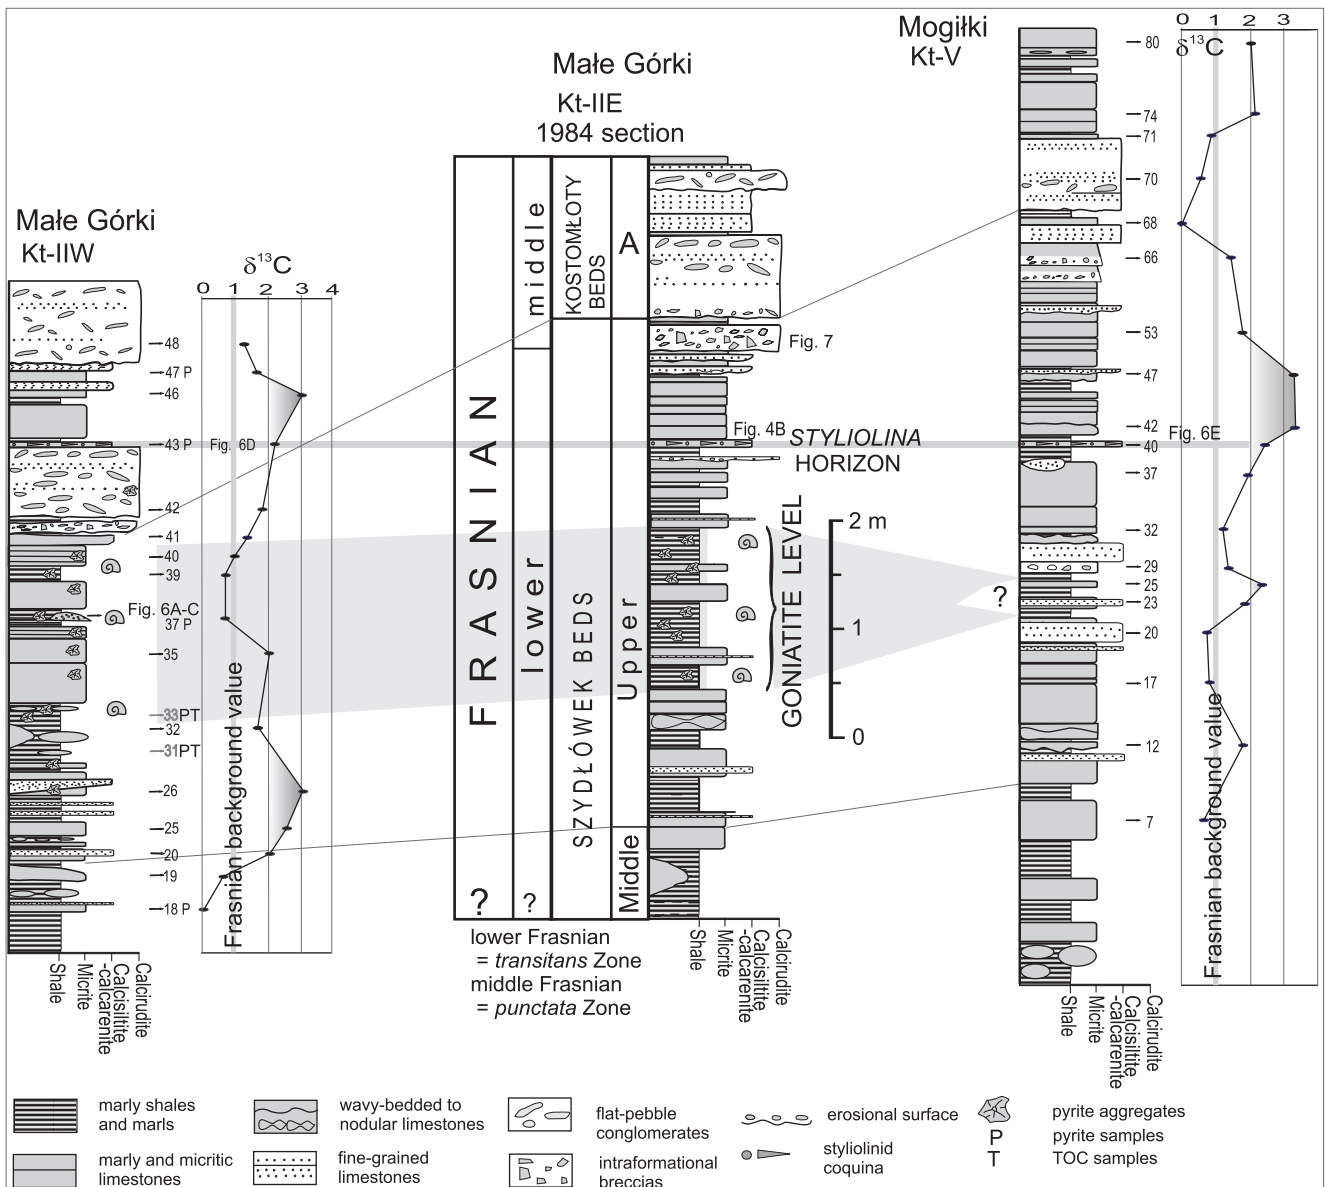 Małe Górki
Kt-IIW
δ¹³C
0 1 2 3 4
48
47 P
46
43 P
Fig. 6D
42
41
40
39
Fig. 6A-C
37 P
35
33PT
32
31PT
26
25
20
19
18 P
Frasnian background value
Shale
Micrite
Calcisiltite
-calcarenite
Calcirudite
Małe Górki
Kt-IIE
1984 section
FRASNIAN
?
middle
lower
?
KOSTOMŁOTY
BEDS
SZYDŁÓWEK BEDS
A
Upper
Middle
Fig. 7
Fig. 4B
STYLIOLINA
HORIZON
GONIATITE LEVEL
2 m
1
0
?
lower Frasnian
= transitans Zone
middle Frasnian
= punctata Zone
Shale
Micrite
Calcisiltite
-calcarenite
Calcirudite
Mogiłki
Kt-V
0 1 2 3
δ¹³C
80
74
71
70
68
66
53
47
42
Fig. 6E
40
37
32
29
25
23
20
17
12
7
Frasnian background value
Shale
Micrite
Calcisiltite
-calcarenite
Calcirudite
marly shales
and marls
marly and micritic
limestones
wavy-bedded to
nodular limestones
fine-grained
limestones
flat-pebble
conglomerates
intraformational
breccias
erosional surface
styliolinid
coquina
pyrite aggregates
P pyrite samples
T TOC samples